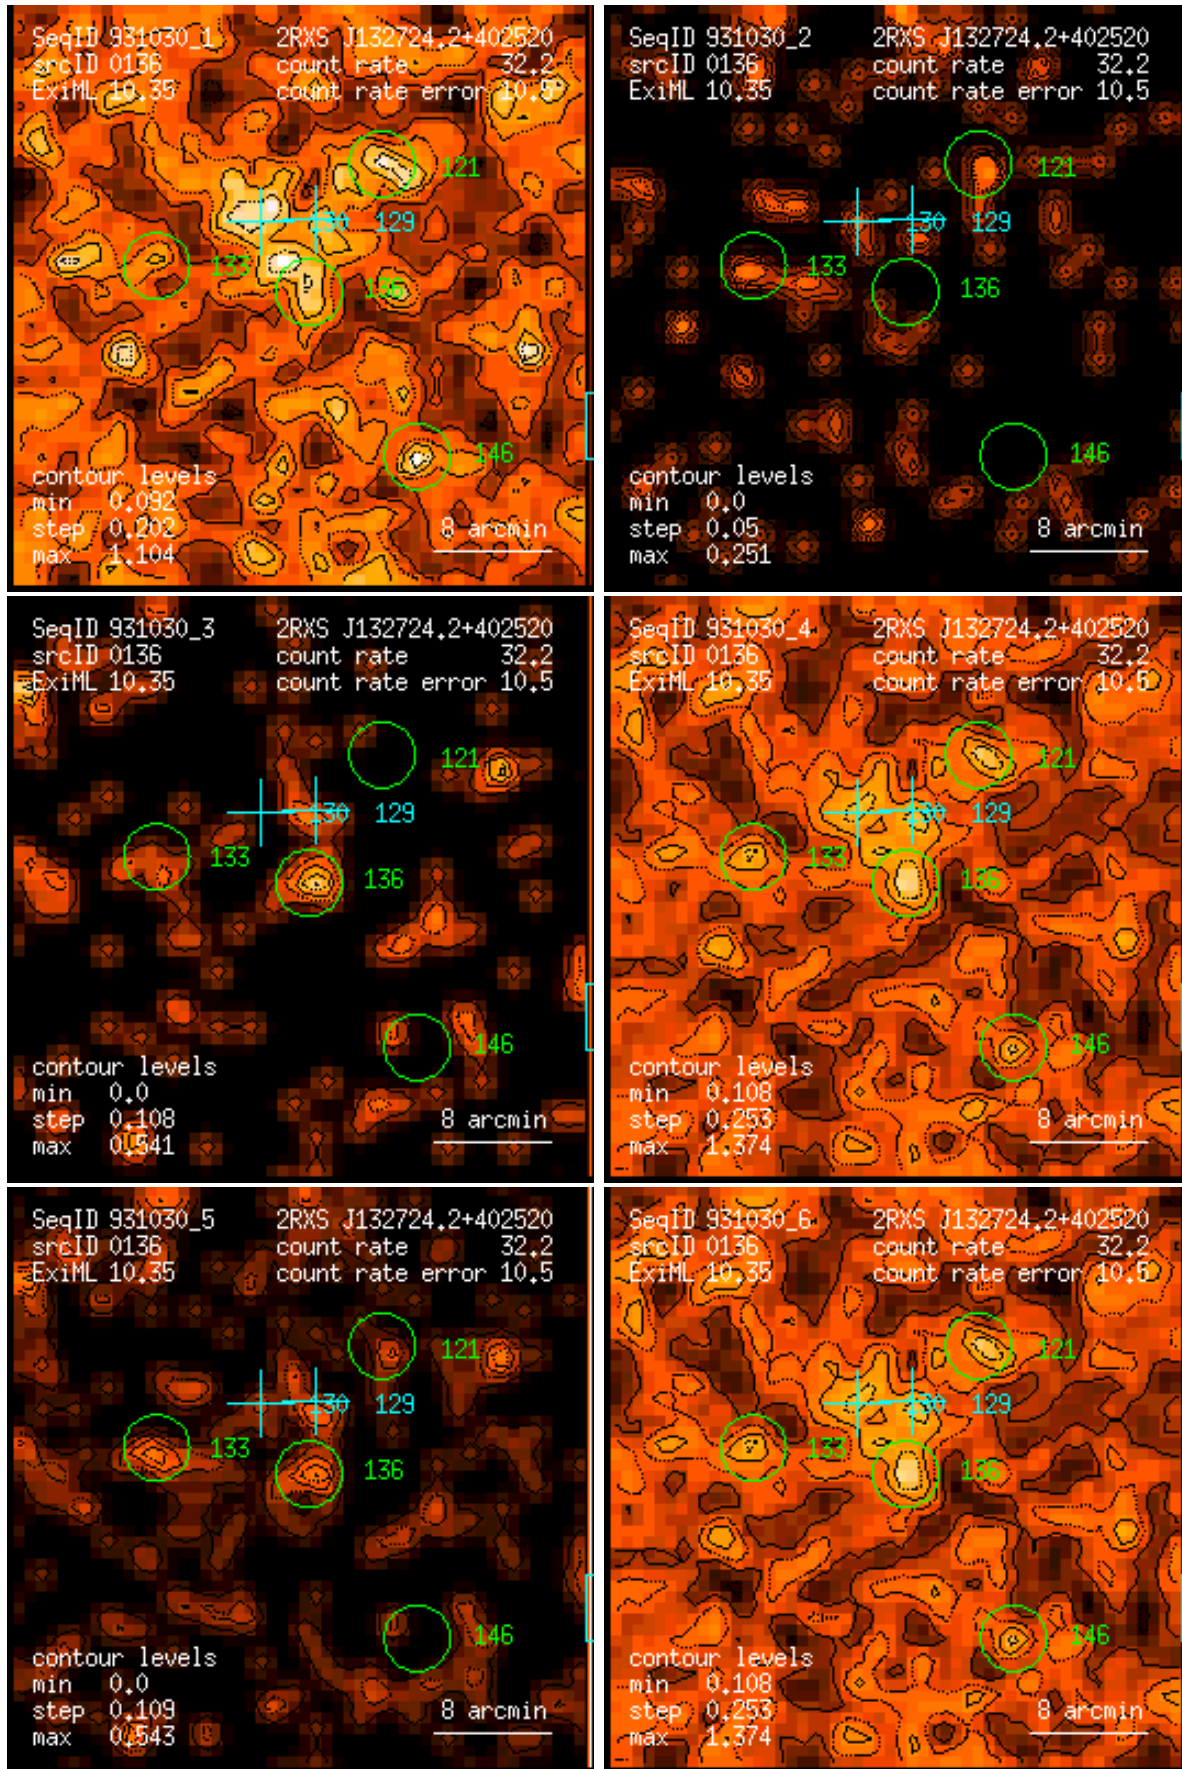 SeqID 931030_1 2RXS J132724.2+402520
srcID 0136 count rate 32.2
ExiML 10.35 count rate error 10.5
121
130 129
133
136
146
contour levels
min 0.092
step 0.202 8 arcmin
max 1.104
SeqID 931030_2 2RXS J132724.2+402520
srcID 0136 count rate 32.2
ExiML 10.35 count rate error 10.5
121
130 129
133
136
146
contour levels
min 0.0
step 0.05 8 arcmin
max 0.251
SeqID 931030_3 2RXS J132724.2+402520
srcID 0136 count rate 32.2
ExiML 10.35 count rate error 10.5
121
130 129
133
136
146
contour levels
min 0.0
step 0.108 8 arcmin
max 0.541
SeqID 931030_4 2RXS J132724.2+402520
srcID 0136 count rate 32.2
ExiML 10.35 count rate error 10.5
121
130 129
133
136
146
contour levels
min 0.108
step 0.253 8 arcmin
max 1.374
SeqID 931030_5 2RXS J132724.2+402520
srcID 0136 count rate 32.2
ExiML 10.35 count rate error 10.5
121
130 129
133
136
146
contour levels
min 0.0
step 0.109 8 arcmin
max 0.543
SeqID 931030_6 2RXS J132724.2+402520
srcID 0136 count rate 32.2
ExiML 10.35 count rate error 10.5
121
130 129
133
136
146
contour levels
min 0.108
step 0.253 8 arcmin
max 1.374